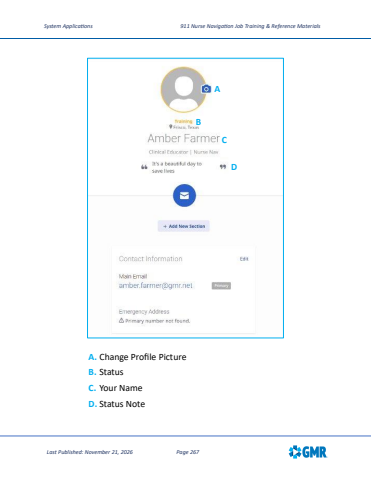 System Applications 911 Nurse Navigation Job Training & Reference Materials
A
Training B
Frisco, Texas
Amber Farmer C
Clinical Educator | Nurse Nav
It's a beautiful day to
save lives
D
+ Add New Section
Contact Information Edit
Main Email
amber.farmer@gmr.net Primary
Emergency Address
Primary number not found.
A. Change Profile Picture
B. Status
C. Your Name
D. Status Note
Last Published: November 21, 2026 Page 267 GMR